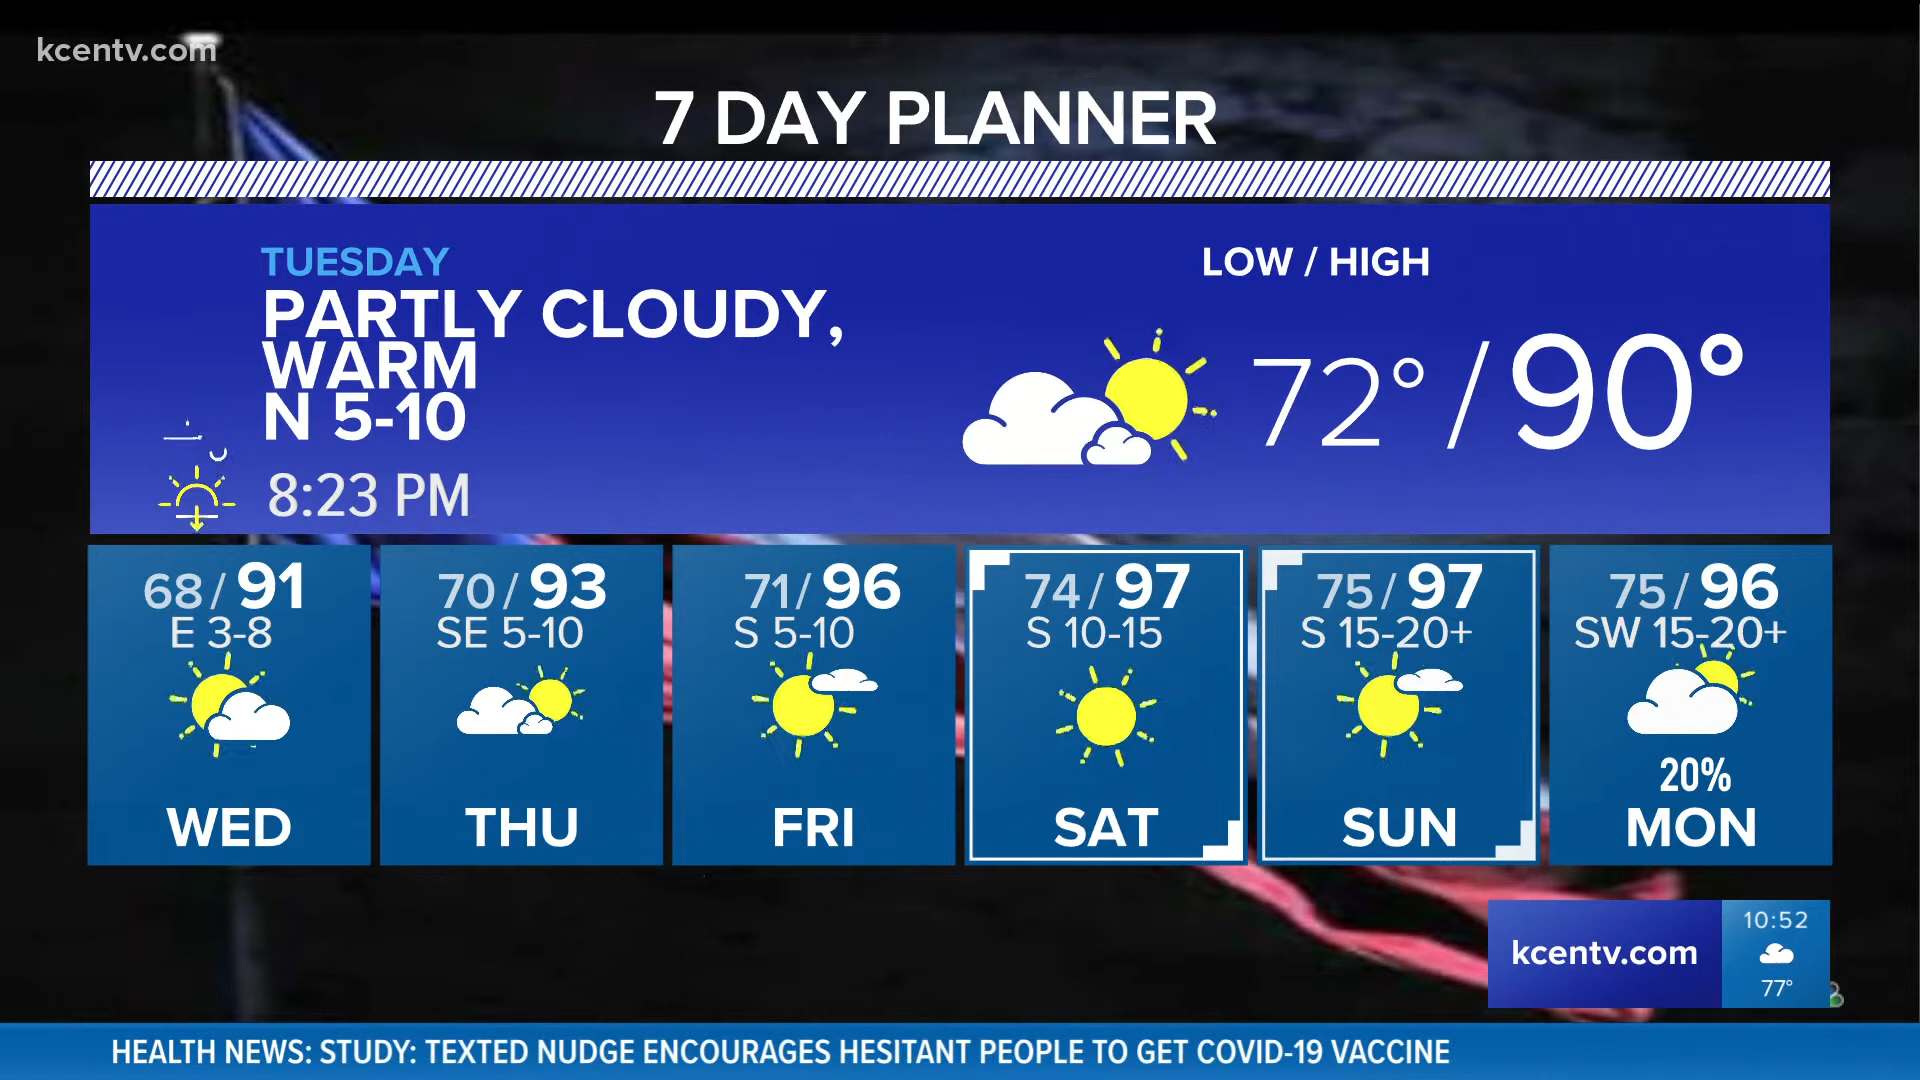 kcentv.com
7 DAY PLANNER
TUESDAY
PARTLY CLOUDY,
WARM
N 5-10
8:23 PM
LOW / HIGH
72° / 90°
68 / 91
E 3-8
WED
70 / 93
SE 5-10
THU
71 / 96
S 5-10
FRI
74 / 97
S 10-15
SAT
75 / 97
S 15-20+
SUN
75 / 96
SW 15-20+
20%
MON
kcentv.com
10:52
77°
HEALTH NEWS: STUDY: TEXTED NUDGE ENCOURAGES HESITANT PEOPLE TO GET COVID-19 VACCINE